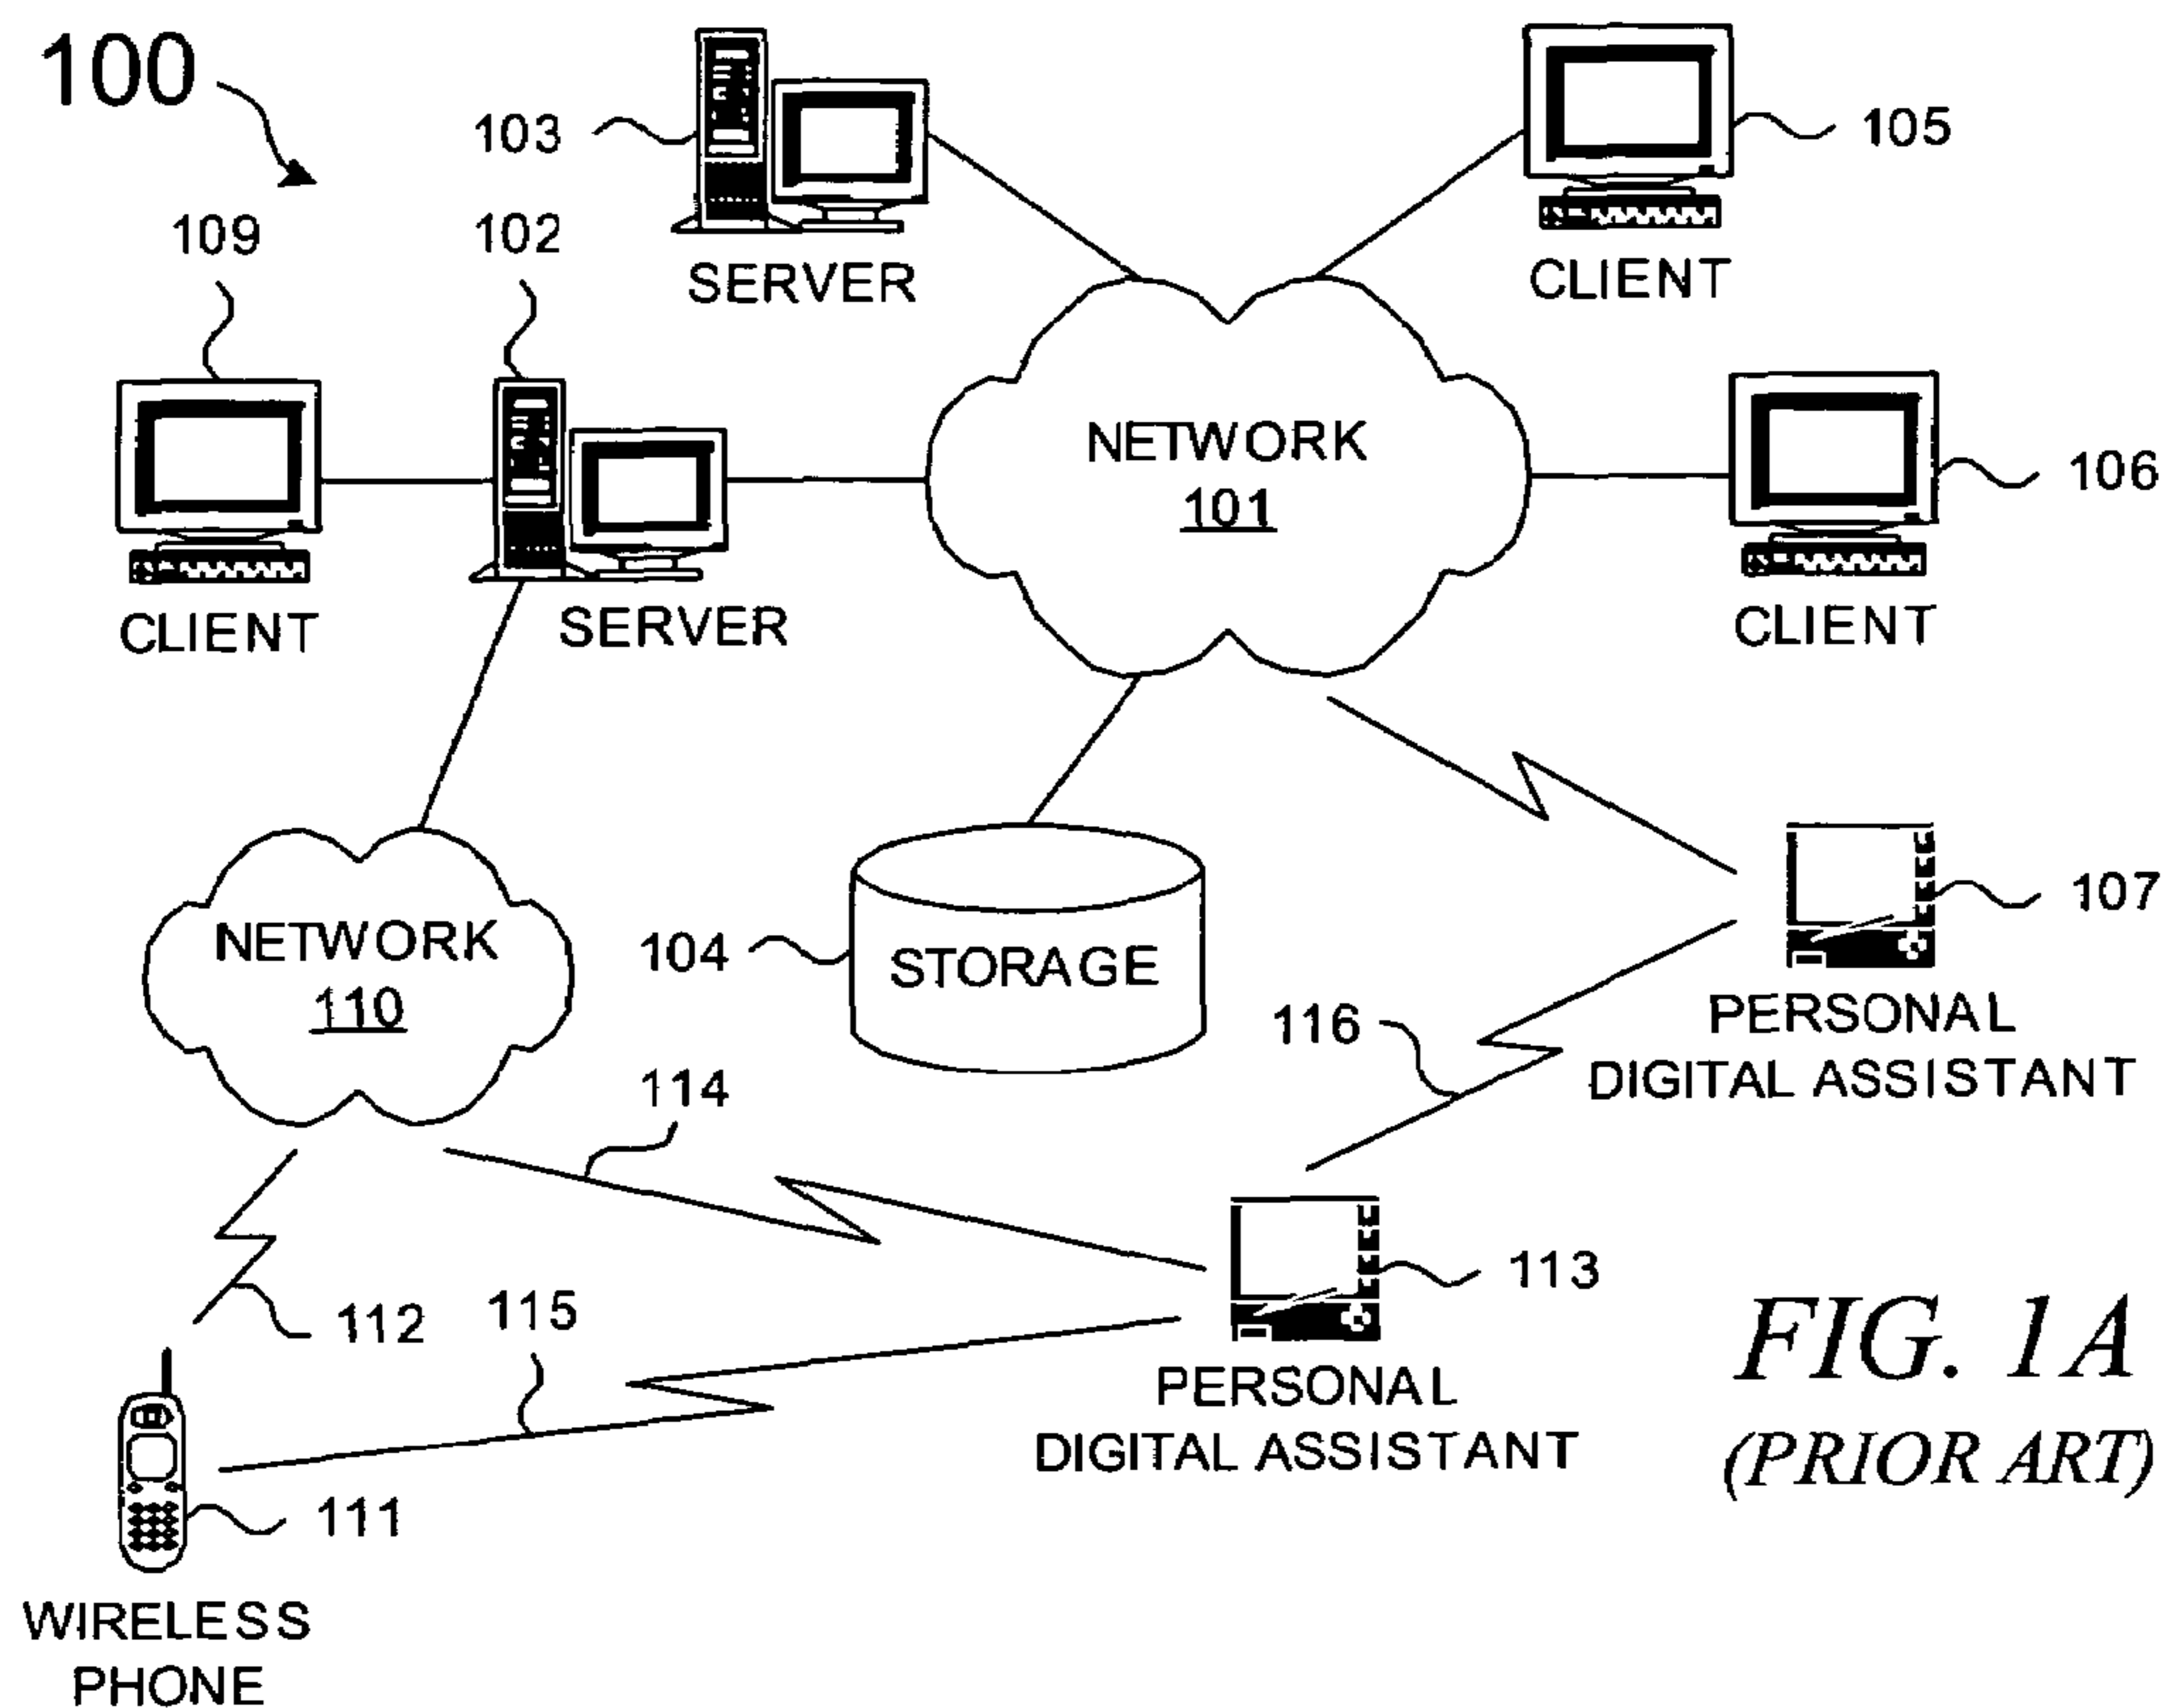 100
103
105
109
102
SERVER
CLIENT
NETWORK
101
106
CLIENT
SERVER
CLIENT
NETWORK
110
104
STORAGE
107
PERSONAL
DIGITAL ASSISTANT
116
114
113
112
115
PERSONAL
DIGITAL ASSISTANT
111
WIRELESS
PHONE
FIG. 1A
(PRIOR ART)